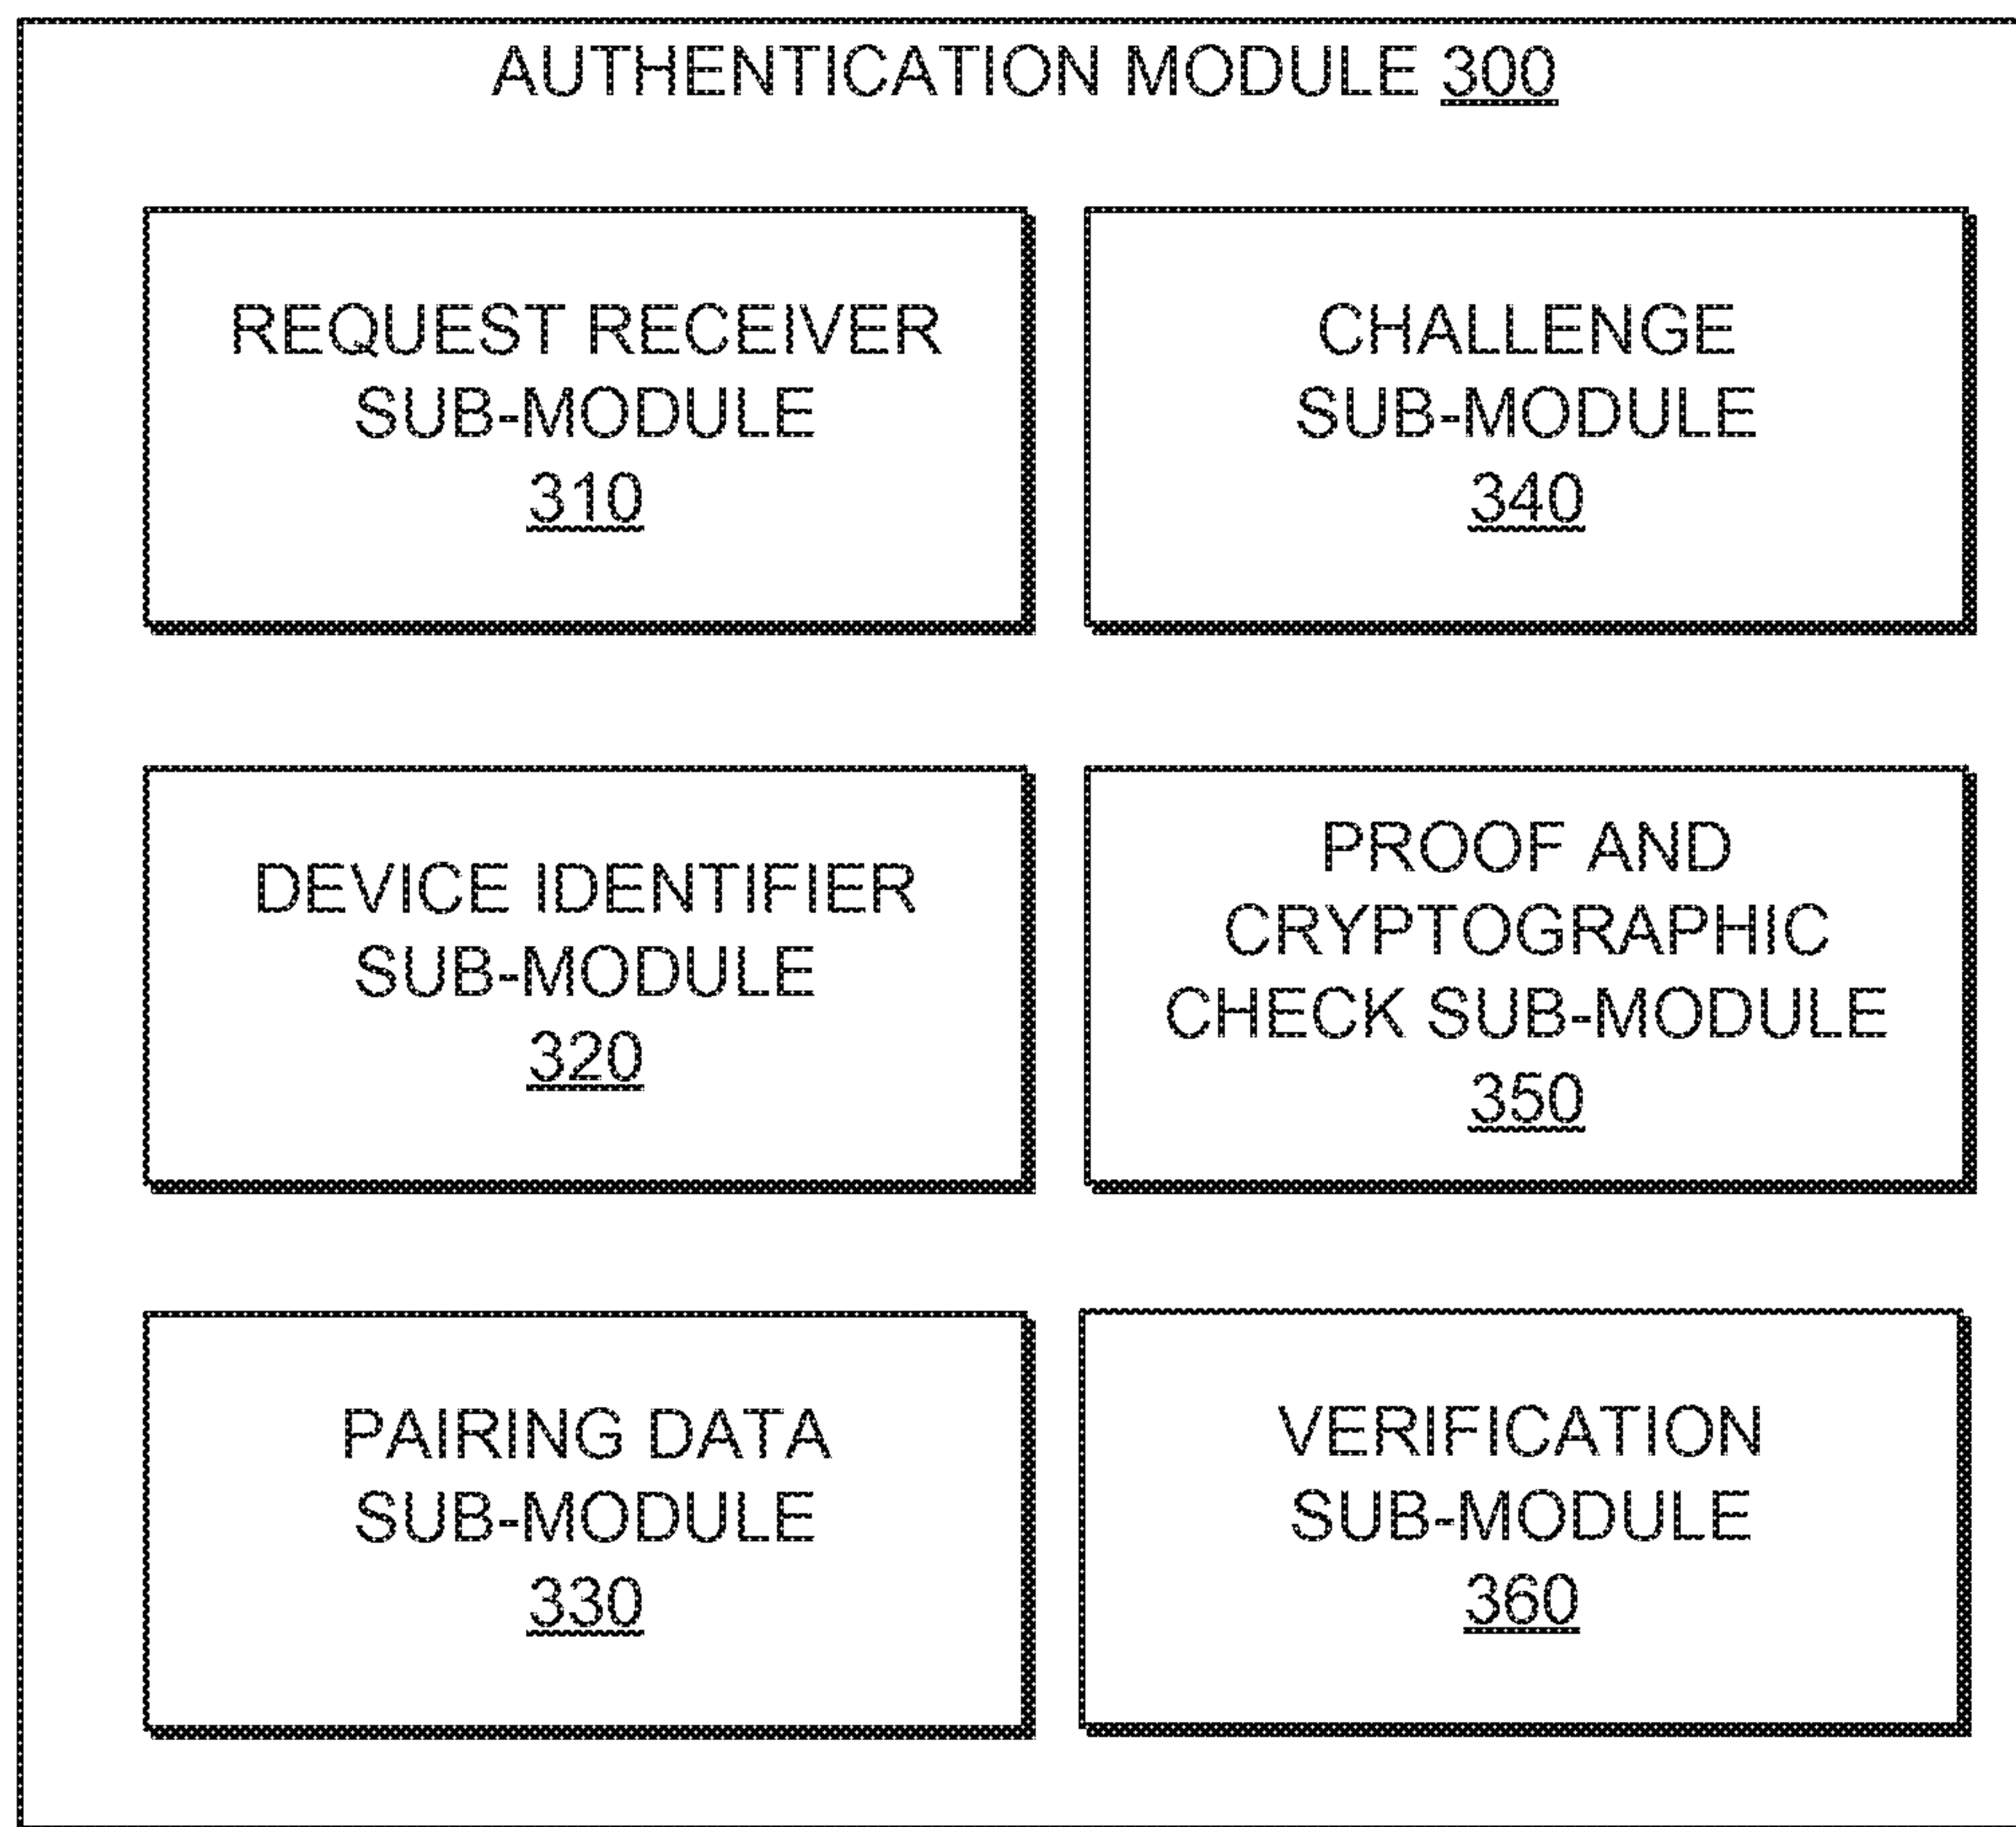 AUTHENTICATION MODULE 300
REQUEST RECEIVER
SUB-MODULE
310
CHALLENGE
SUB-MODULE
340
DEVICE IDENTIFIER
SUB-MODULE
320
PROOF AND
CRYPTOGRAPHIC
CHECK SUB-MODULE
350
PAIRING DATA
SUB-MODULE
330
VERIFICATION
SUB-MODULE
360